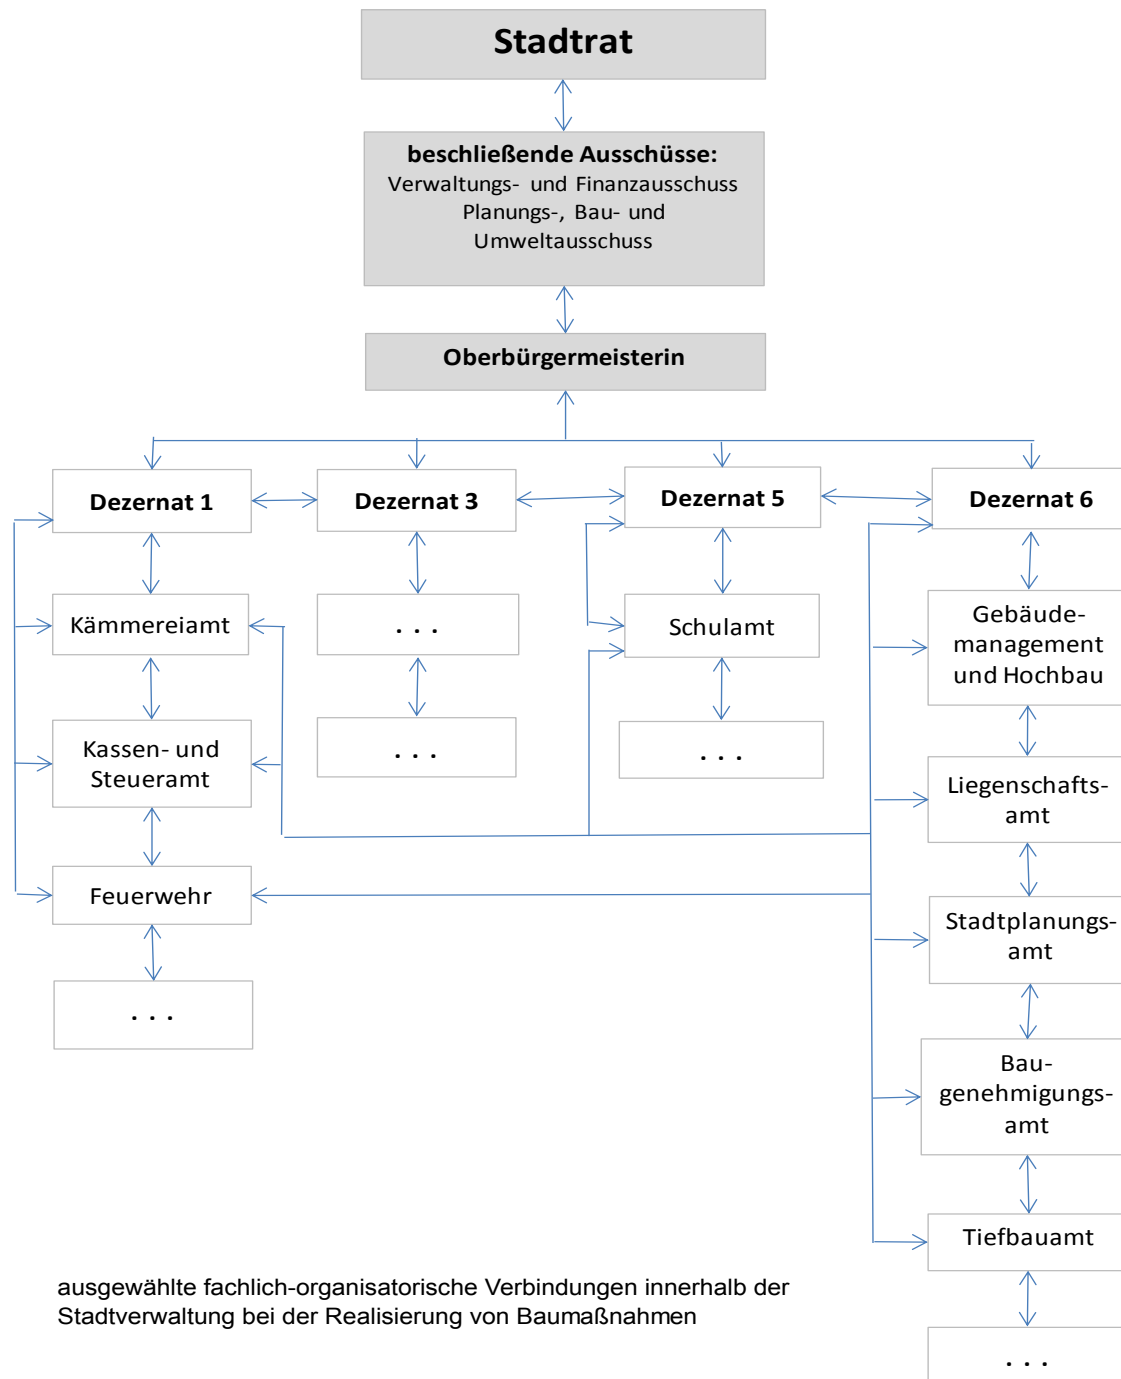 Stadtrat
beschließende Ausschüsse:
Verwaltungs- und Finanzausschuss
Planungs-, Bau- und
Umweltausschuss
Oberbürgermeisterin
Dezernat 1
Dezernat 3
Dezernat 5
Dezernat 6
Kämmereiamt
. . .
Schulamt
Gebäude-
management
und Hochbau
Kassen- und
Steueramt
. . .
. . .
Liegenschafts-
amt
Feuerwehr
Stadtplanungs-
amt
. . .
Bau-
genehmigungs-
amt
Tiefbauamt
. . .
ausgewählte fachlich-organisatorische Verbindungen innerhalb der
Stadtverwaltung bei der Realisierung von Baumaßnahmen